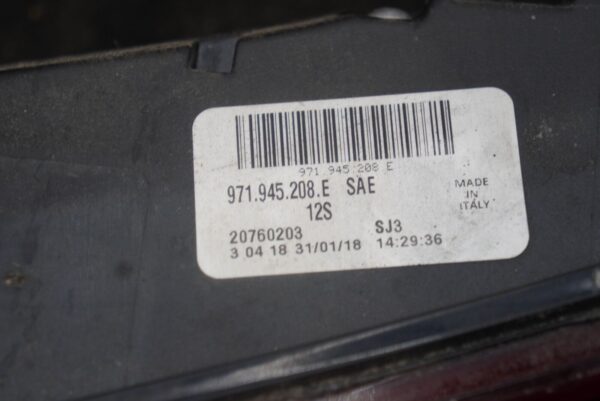 971.945.208 E
971.945.208.E SAE
12S
MADE
IN
ITALY
20760203 SJ3
3 04 18 31/01/18 14:29:36